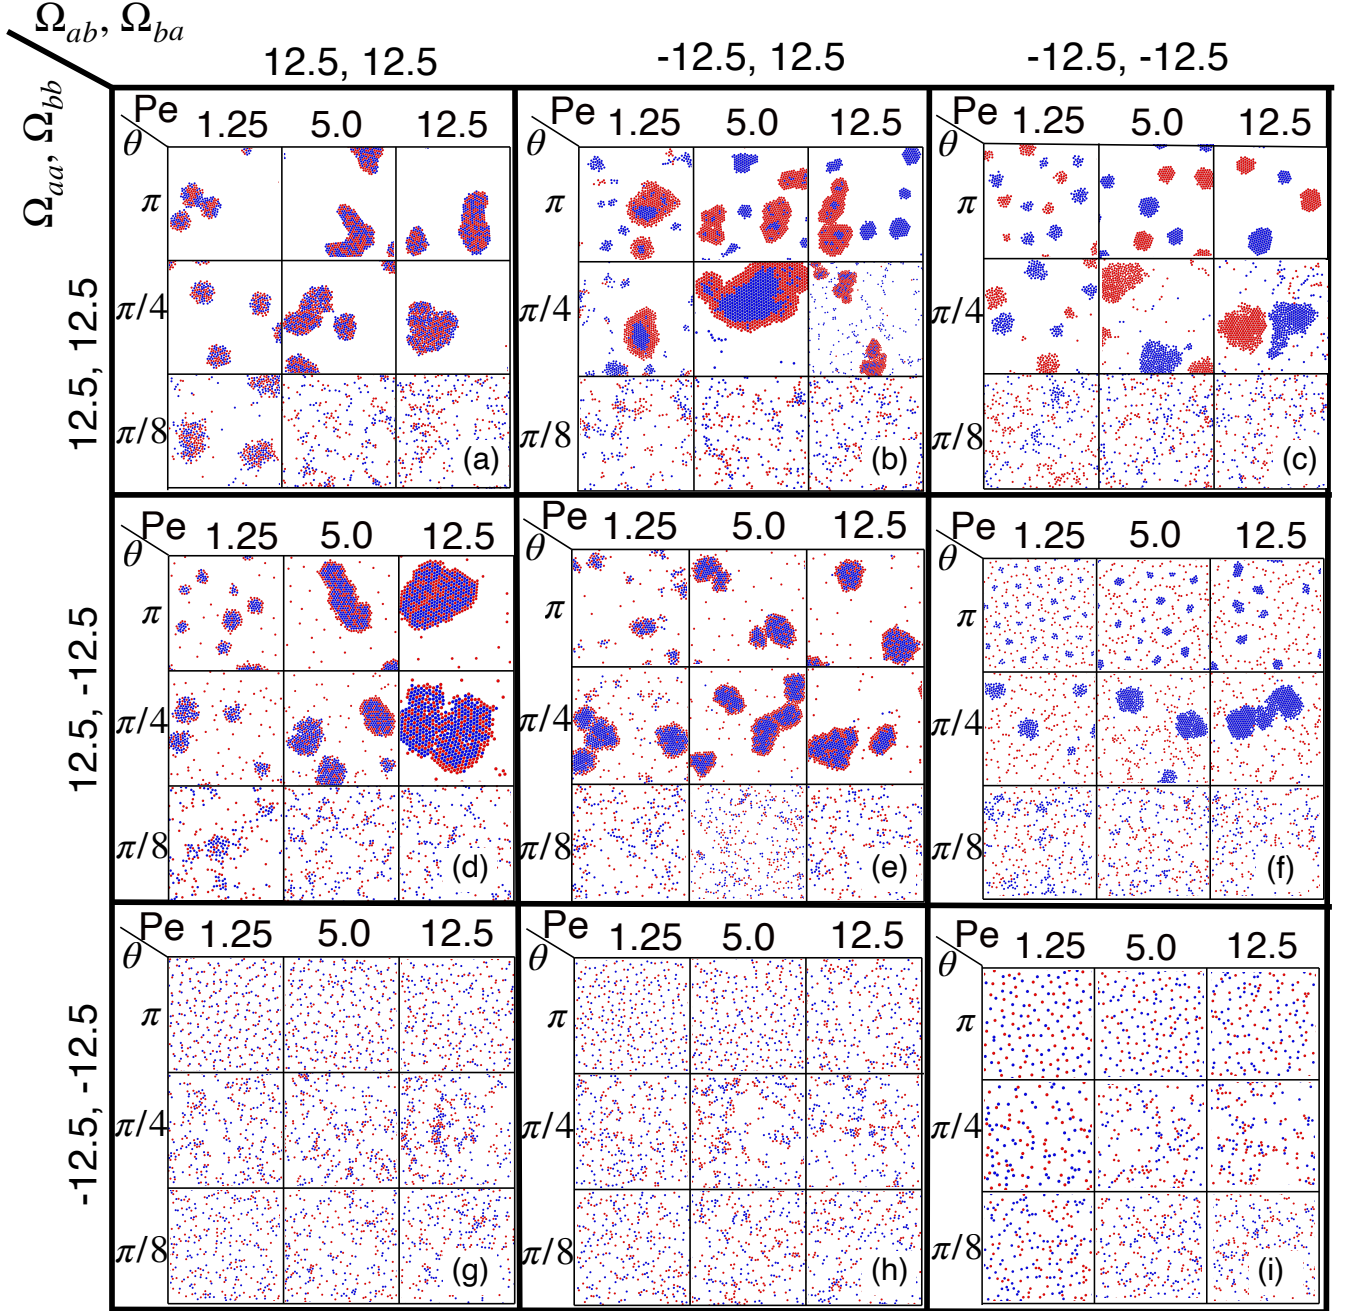 Ω_ab, Ω_ba
12.5, 12.5
-12.5, 12.5
-12.5, -12.5
Ω_aa, Ω_bb
12.5, 12.5
Pe
1.25 5.0 12.5
θ
π
π/4
π/8
(a)
Pe
1.25 5.0 12.5
θ
π
π/4
π/8
(b)
Pe
1.25 5.0 12.5
θ
π
π/4
π/8
(c)
12.5, -12.5
Pe
1.25 5.0 12.5
θ
π
π/4
π/8
(d)
Pe
1.25 5.0 12.5
θ
π
π/4
π/8
(e)
Pe
1.25 5.0 12.5
θ
π
π/4
π/8
(f)
-12.5, -12.5
Pe
1.25 5.0 12.5
θ
π
π/4
π/8
(g)
Pe
1.25 5.0 12.5
θ
π
π/4
π/8
(h)
Pe
1.25 5.0 12.5
θ
π
π/4
π/8
(i)